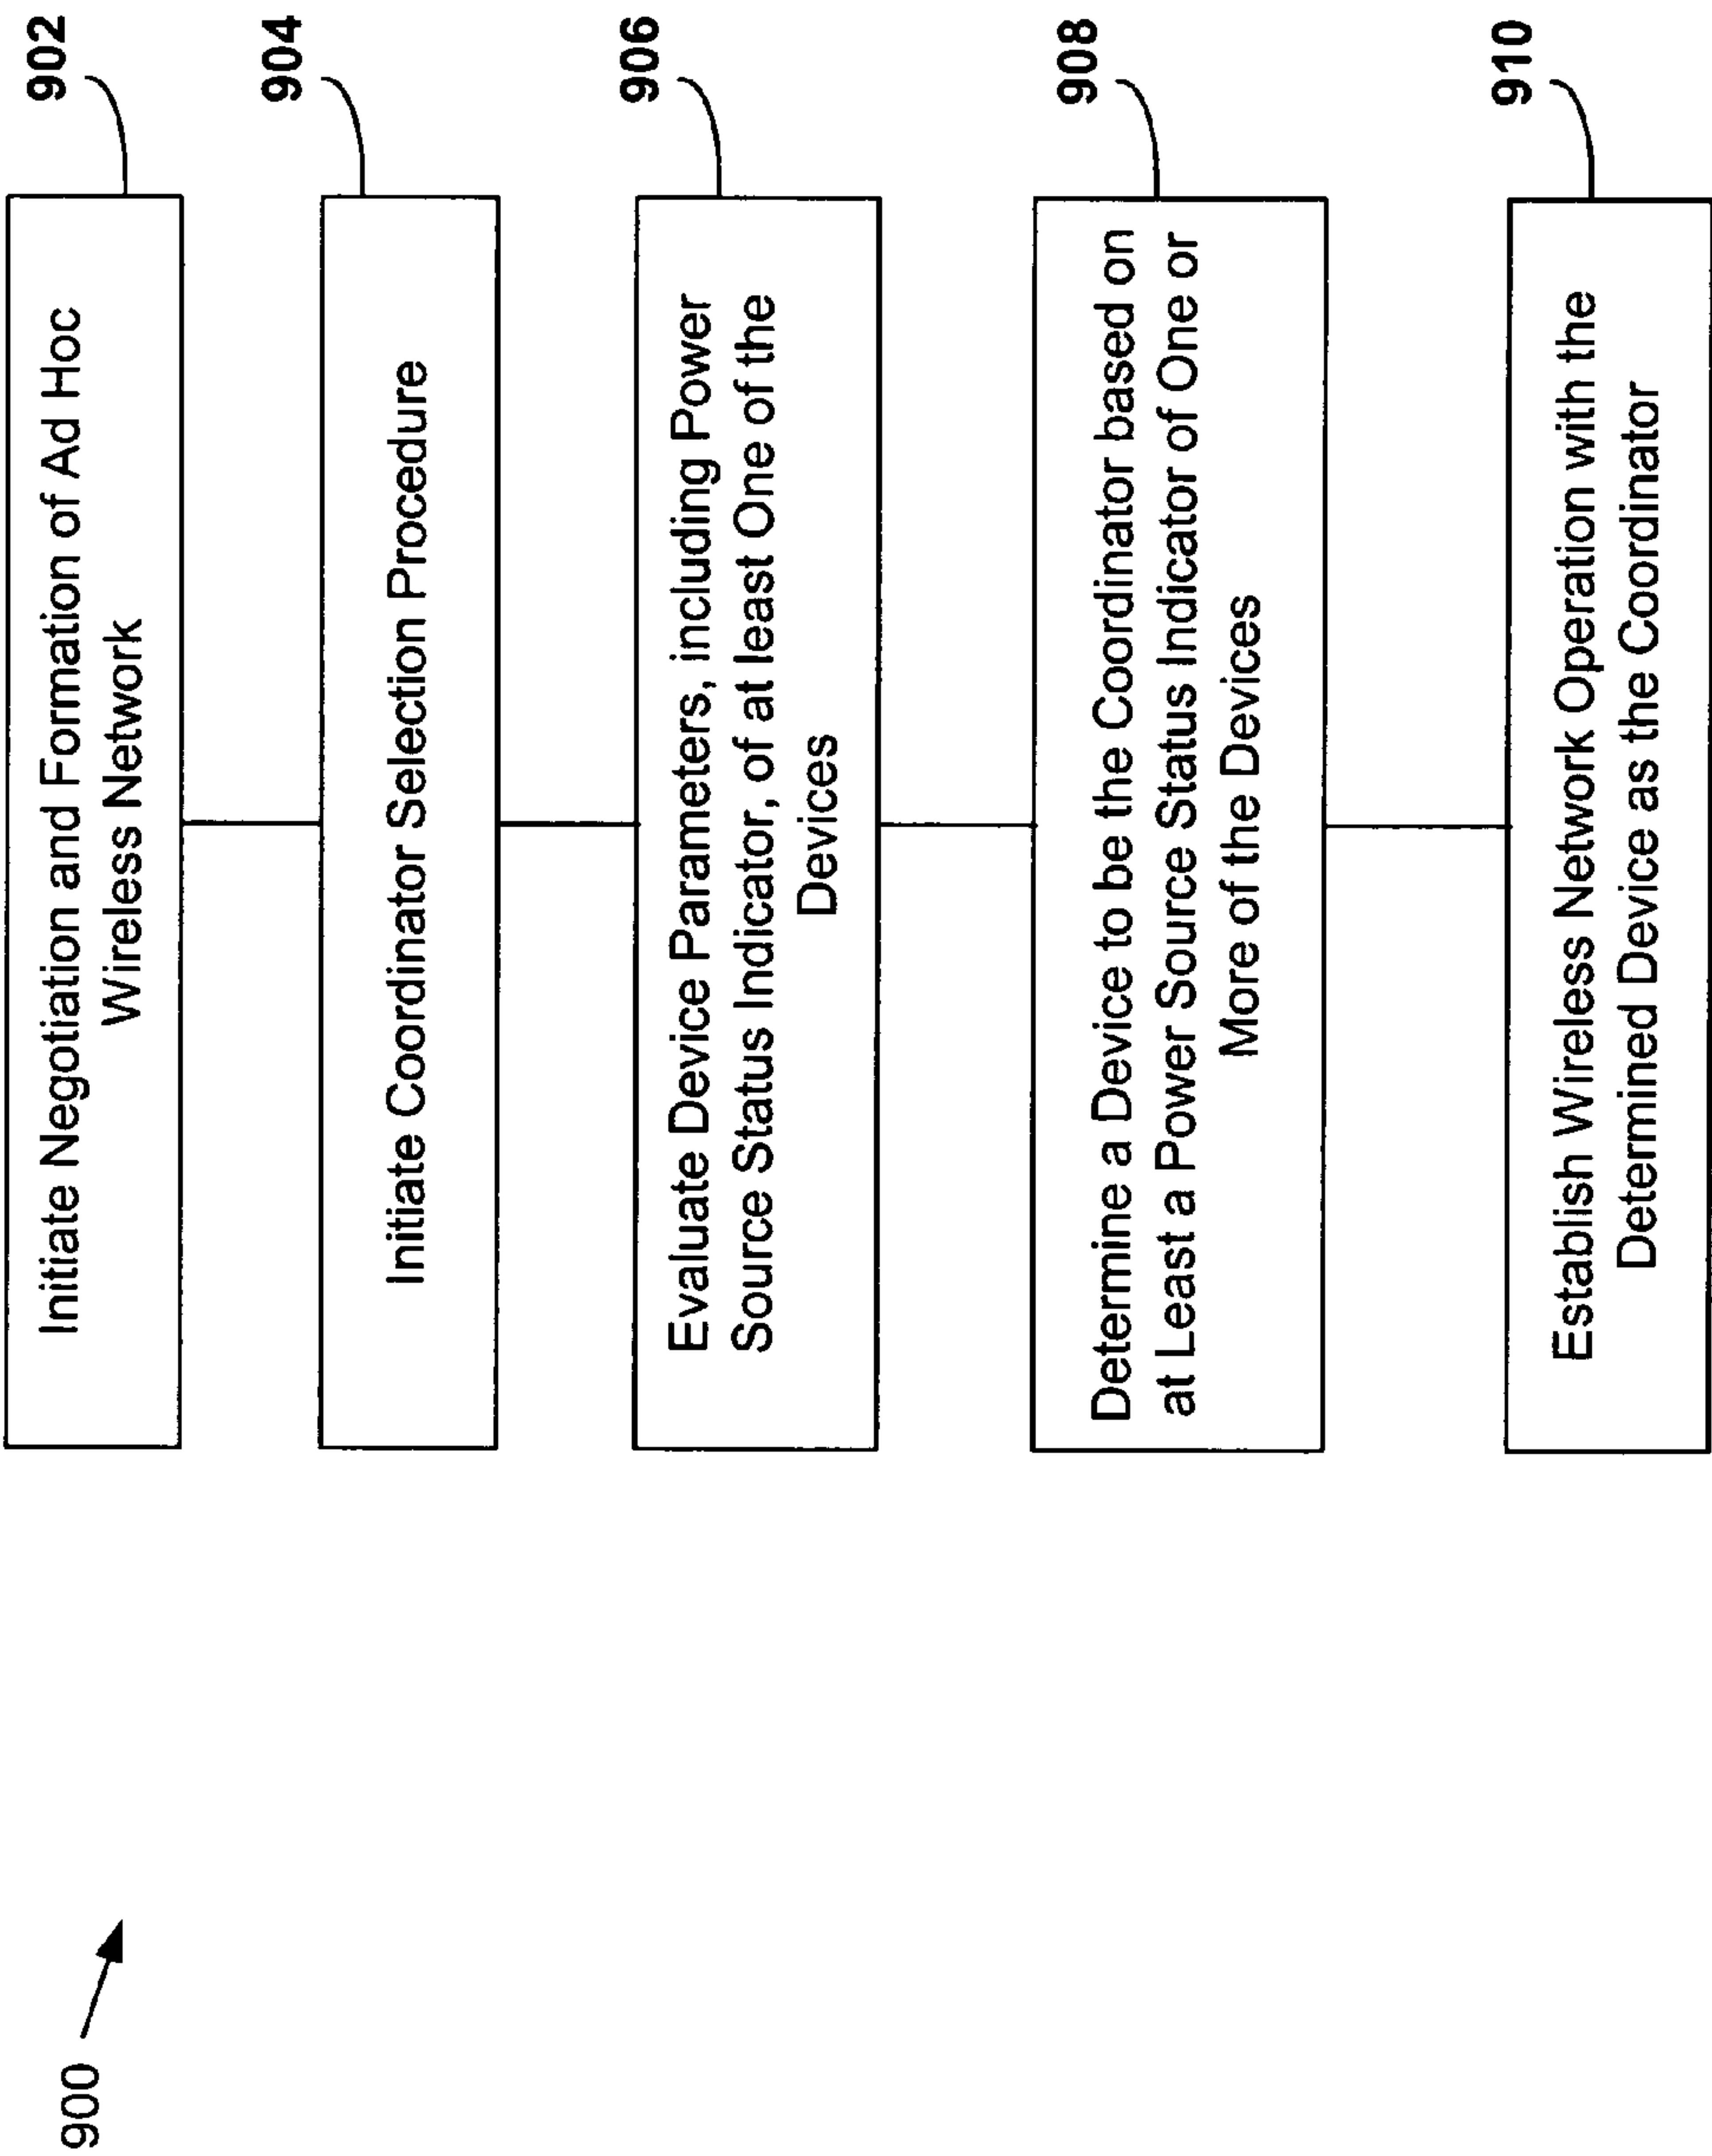 900
902
Initiate Negotiation and Formation of Ad Hoc
Wireless Network
904
Initiate Coordinator Selection Procedure
906
Evaluate Device Parameters, including Power
Source Status Indicator, of at least One of the
Devices
908
Determine a Device to be the Coordinator based on
at Least a Power Source Status Indicator of One or
More of the Devices
910
Establish Wireless Network Operation with the
Determined Device as the Coordinator